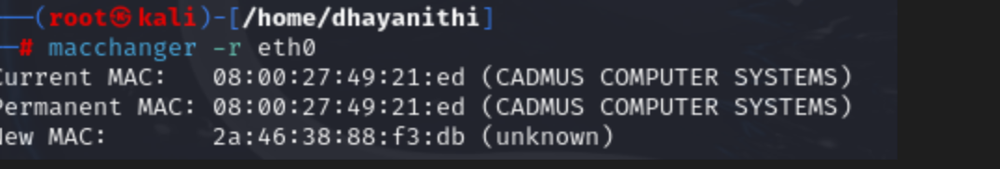 ──(root㉿kali)-[/home/dhayanithi]
─# macchanger -r eth0
Current MAC:   08:00:27:49:21:ed (CADMUS COMPUTER SYSTEMS)
Permanent MAC: 08:00:27:49:21:ed (CADMUS COMPUTER SYSTEMS)
New MAC:       2a:46:38:88:f3:db (unknown)